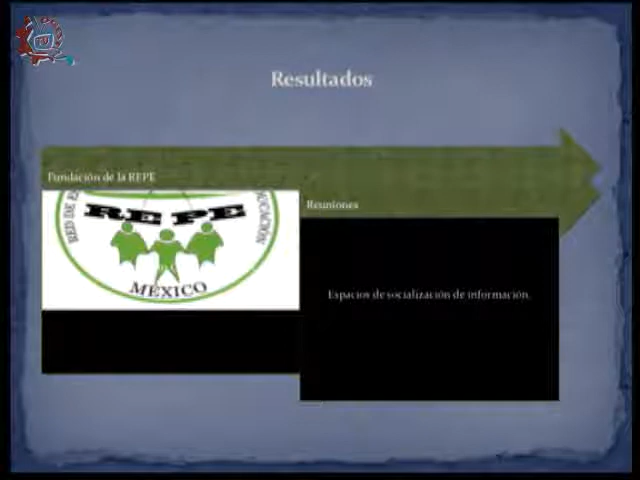 Resultados
Fundación de la REPE
REPE
MÉXICO
Reuniones
Espacios de socialización de información.